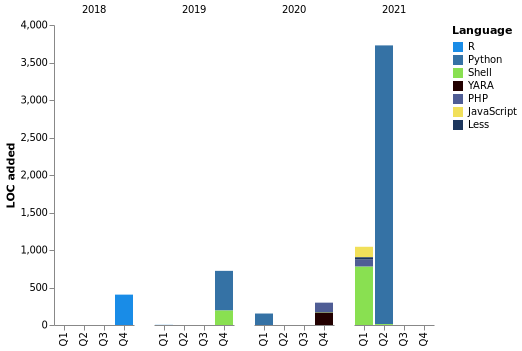 2018 2019 2020 2021
Language
R
Python
Shell
YARA
PHP
JavaScript
Less
LOC added
4,000
3,500
3,000
2,500
2,000
1,500
1,000
500
0
Q1 Q2 Q3 Q4 Q1 Q2 Q3 Q4 Q1 Q2 Q3 Q4 Q1 Q2 Q3 Q4